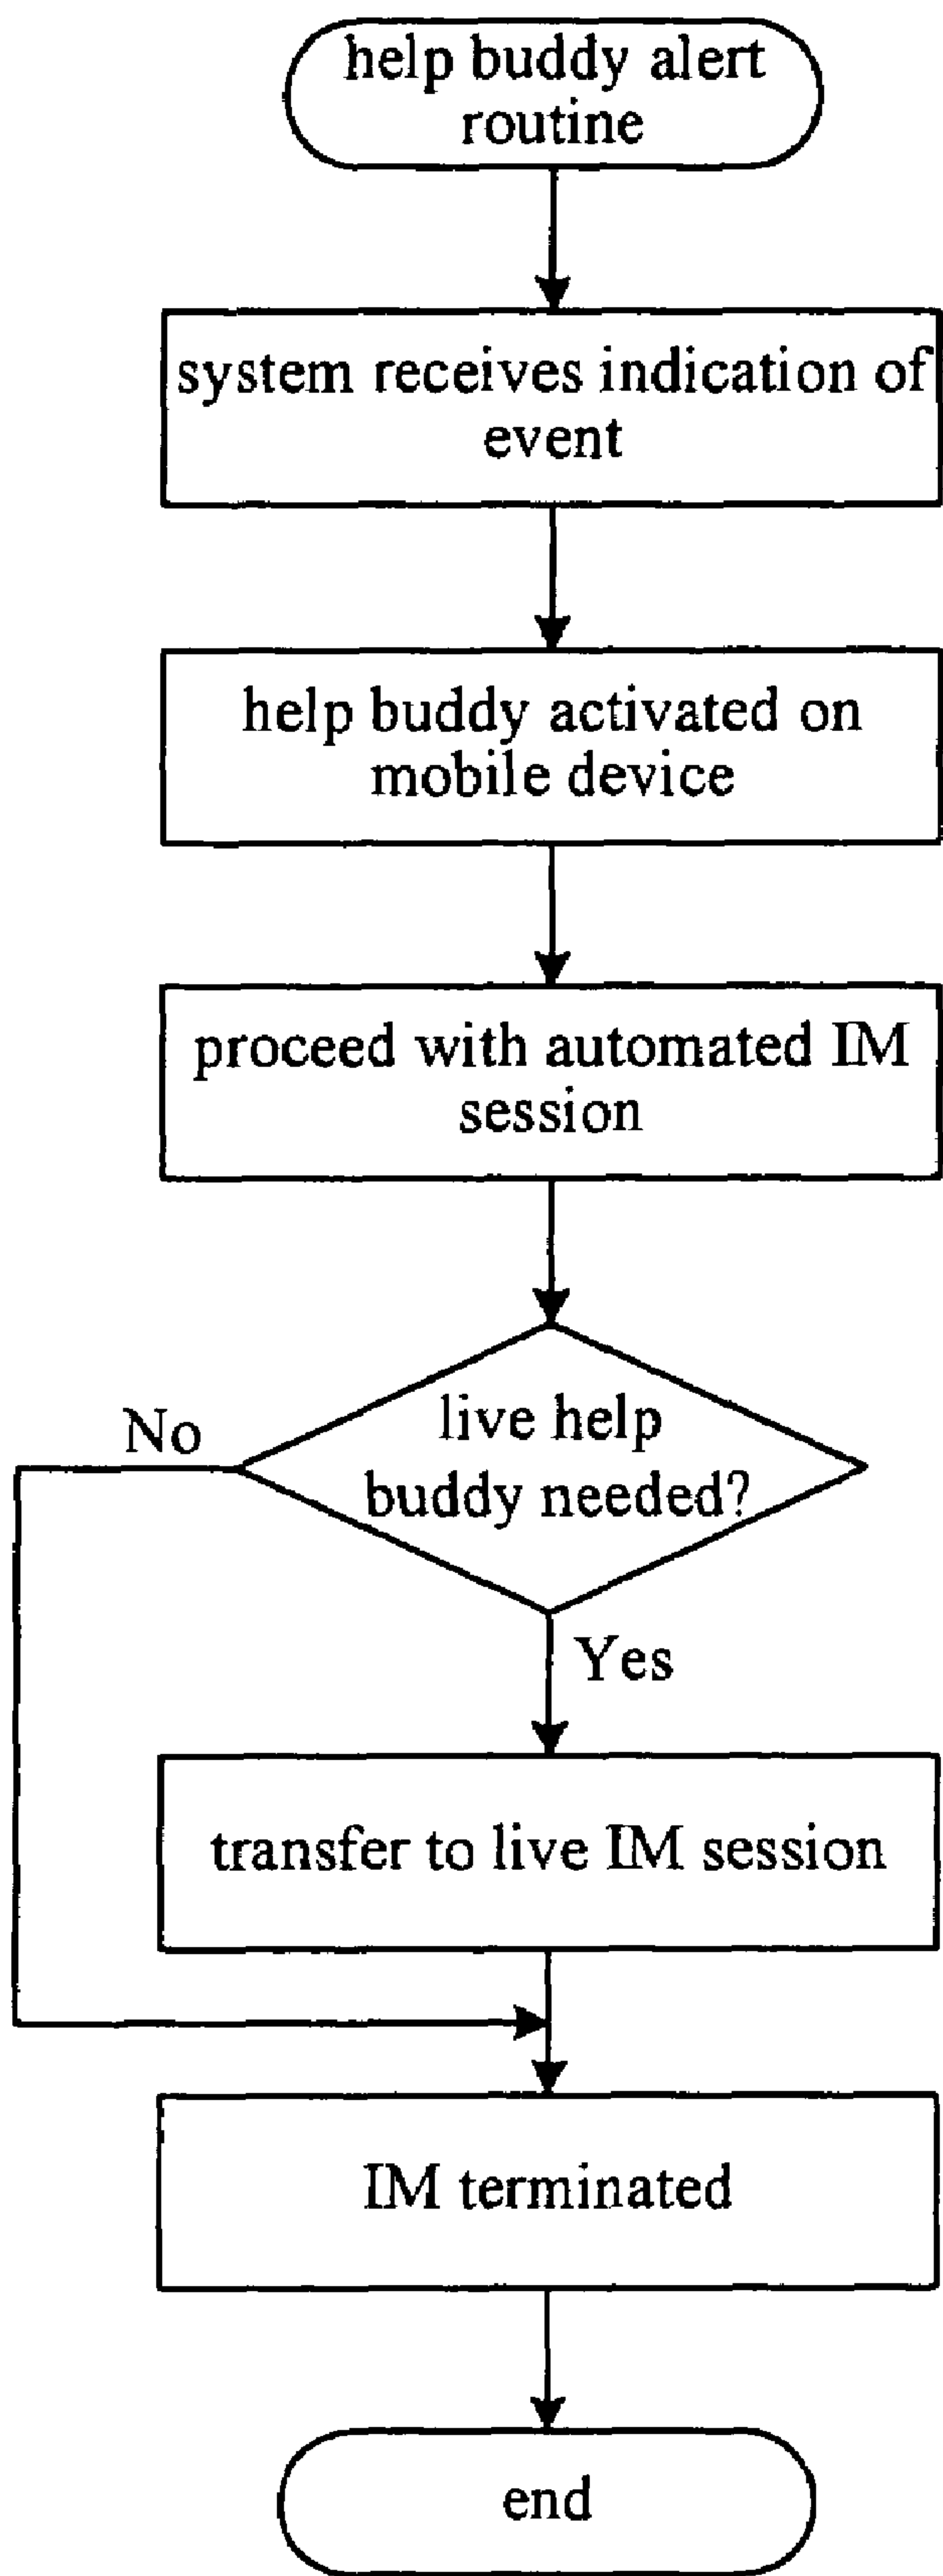 help buddy alert
routine
system receives indication of
event
help buddy activated on
mobile device
proceed with automated IM
session
live help
buddy needed?
No
Yes
transfer to live IM session
IM terminated
end